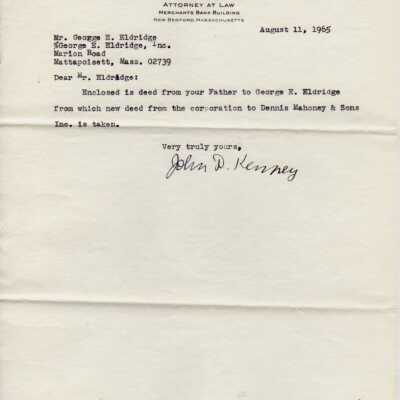 ATTORNEY AT LAW
MERCHANTS BANK BUILDING
NEW BEDFORD, MASSACHUSETTS
August 11, 1965
Mr. George E. Eldridge
%George E. Eldridge, Inc.
Marion Road
Mattapoisett, Mass. 02739
Dear Mr. Eldridge:
Enclosed is deed from your Father to George E. Eldridge
from which new deed from the corporation to Dennis Mahoney & Sons
Inc. is taken.
Very truly yours,
John D. Kenney